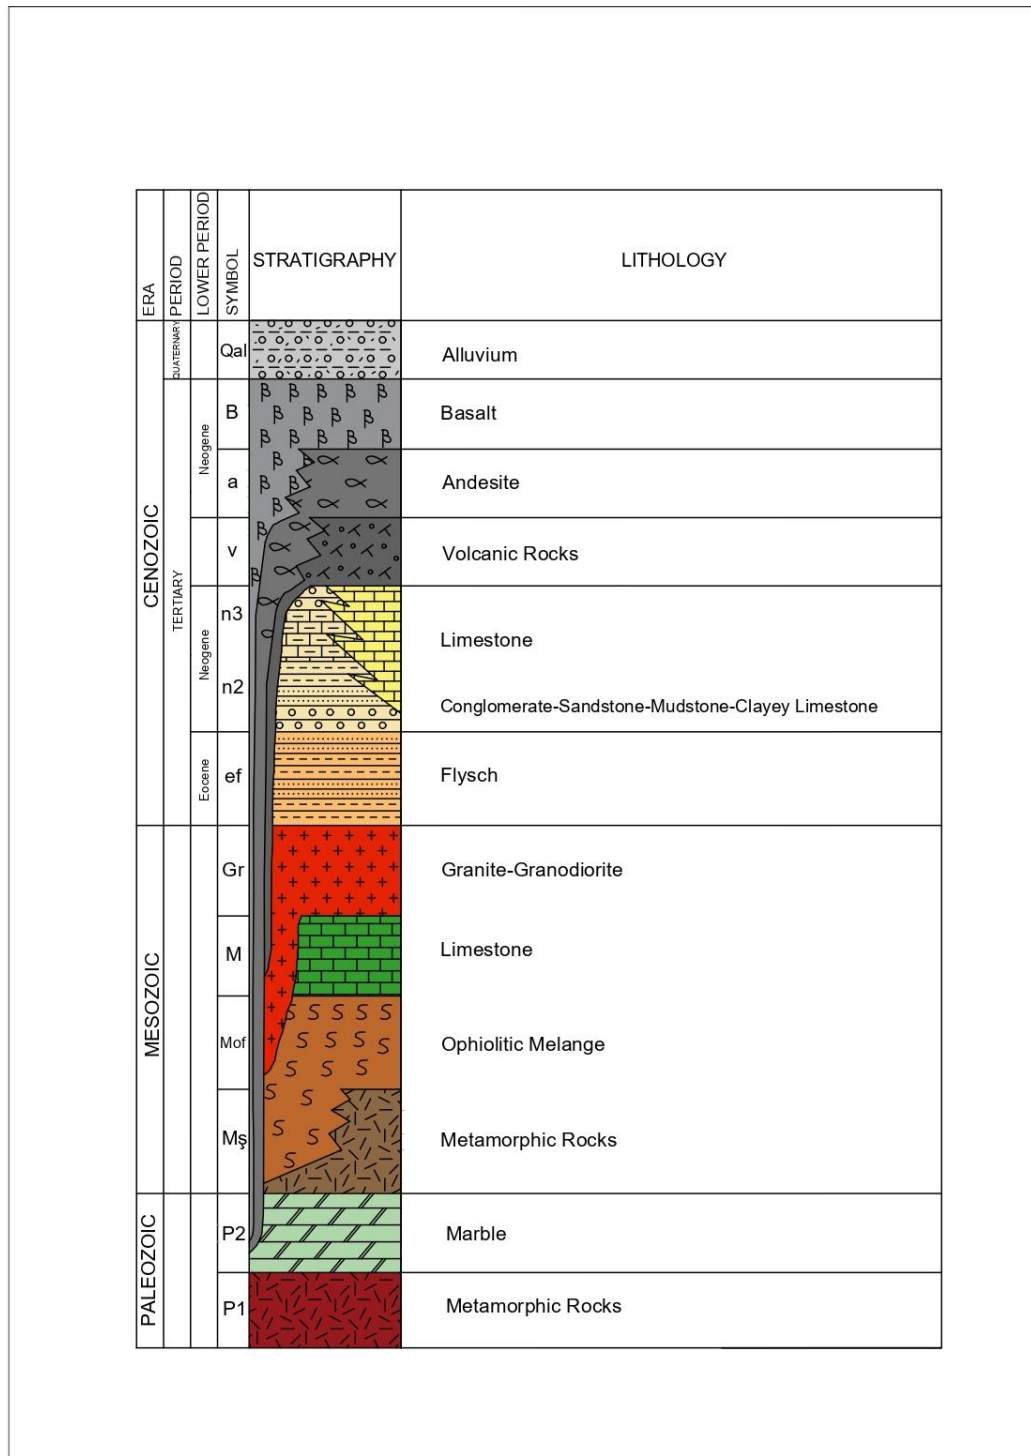 ERA
PERIOD
LOWER PERIOD
SYMBOL
STRATIGRAPHY
LITHOLOGY
CENOZOIC
QUATERNARY
Qal
Alluvium
TERTIARY
Neogene
B
Basalt
a
Andesite
v
Volcanic Rocks
Neogene
n3
Limestone
n2
Conglomerate-Sandstone-Mudstone-Clayey Limestone
Eocene
ef
Flysch
MESOZOIC
Gr
Granite-Granodiorite
M
Limestone
Mof
Ophiolitic Melange
Mş
Metamorphic Rocks
PALEOZOIC
P2
Marble
P1
Metamorphic Rocks